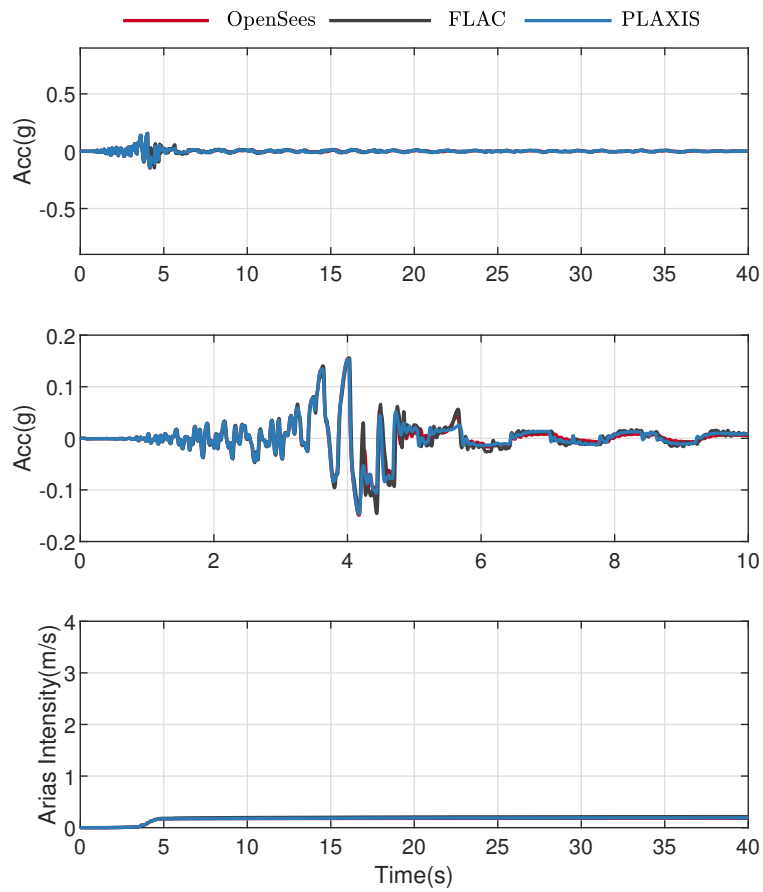 OpenSees FLAC PLAXIS
Acc(g)
0.5
0
-0.5
0 5 10 15 20 25 30 35 40
Acc(g)
0.2
0.1
0
-0.1
-0.2
0 2 4 6 8 10
Arias Intensity(m/s)
4
3
2
1
0
0 5 10 15 20 25 30 35 40
Time(s)